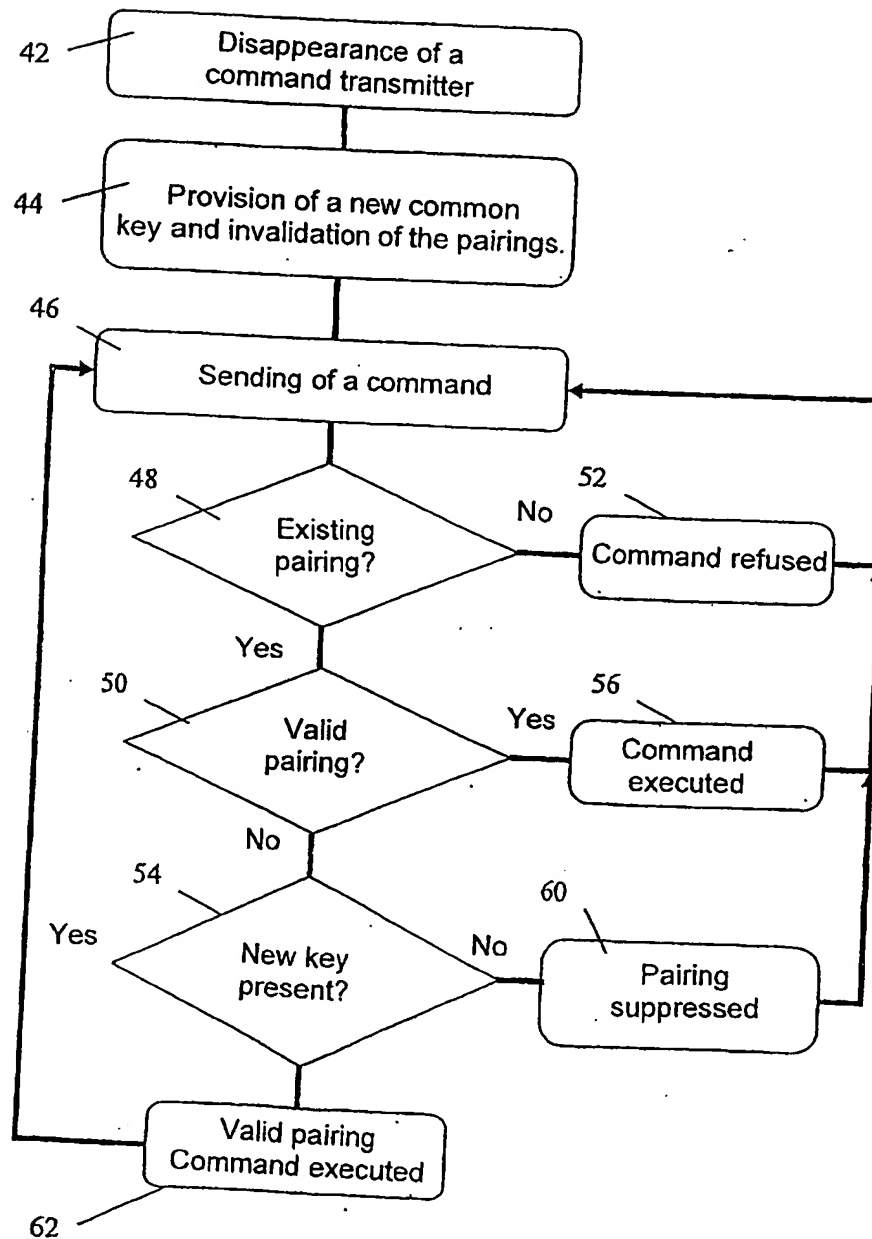 42
Disappearance of a
command transmitter
44
Provision of a new common
key and invalidation of the pairings.
46
Sending of a command
48
Existing
pairing?
No
52
Command refused
Yes
50
Valid
pairing?
Yes
56
Command
executed
No
54
Yes
New key
present?
No
60
Pairing
suppressed
Valid pairing
Command executed
62